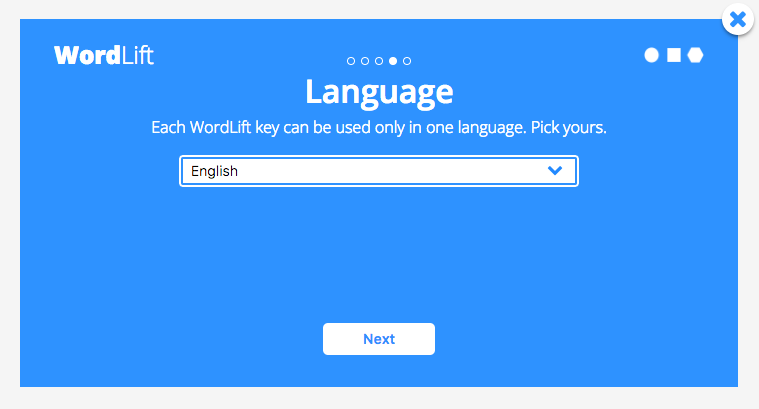 WordLift
Language
Each WordLift key can be used only in one language. Pick yours.
English
Next